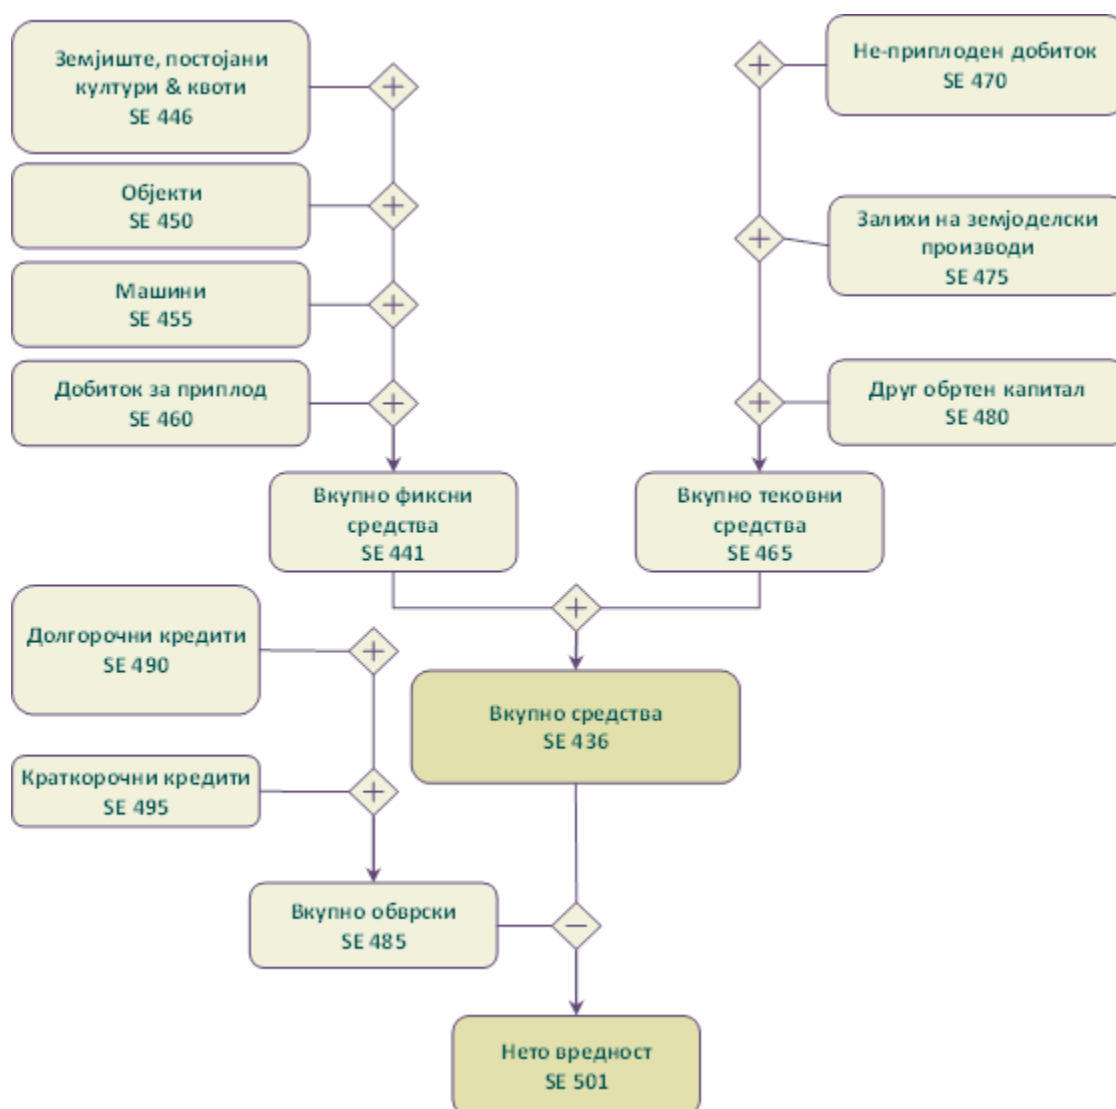 Земјиште, постојани
култури & квоти
SE 446
Објекти
SE 450
Машини
SE 455
Добиток за приплод
SE 460
Не-приплоден добиток
SE 470
Залихи на земјоделски
производи
SE 475
Друг обртен капитал
SE 480
Вкупно фиксни
средства
SE 441
Вкупно тековни
средства
SE 465
Долгорочни кредити
SE 490
Краткорочни кредити
SE 495
Вкупно средства
SE 436
Вкупно обврски
SE 485
Нето вредност
SE 501